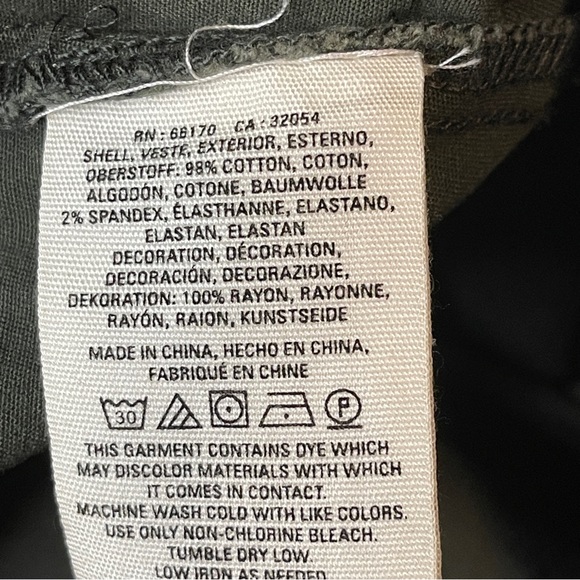 RN: 66170 CA: 32054
SHELL, VESTE, EXTERIOR, ESTERNO,
OBERSTOFF: 98% COTTON, COTON,
ALGODÓN, COTONE, BAUMWOLLE
2% SPANDEX, ÉLASTHANNE, ELASTANO,
ELASTAN, ELASTAN
DECORATION, DÉCORATION,
DECORACIÓN, DECORAZIONE,
DEKORATION: 100% RAYON, RAYONNE,
RAYÓN, RAION, KUNSTSEIDE
MADE IN CHINA, HECHO EN CHINA,
FABRIQUÉ EN CHINE
30 P
THIS GARMENT CONTAINS DYE WHICH
MAY DISCOLOR MATERIALS WITH WHICH
IT COMES IN CONTACT.
MACHINE WASH COLD WITH LIKE COLORS.
USE ONLY NON-CHLORINE BLEACH.
TUMBLE DRY LOW.
LOW IRON AS NEEDED